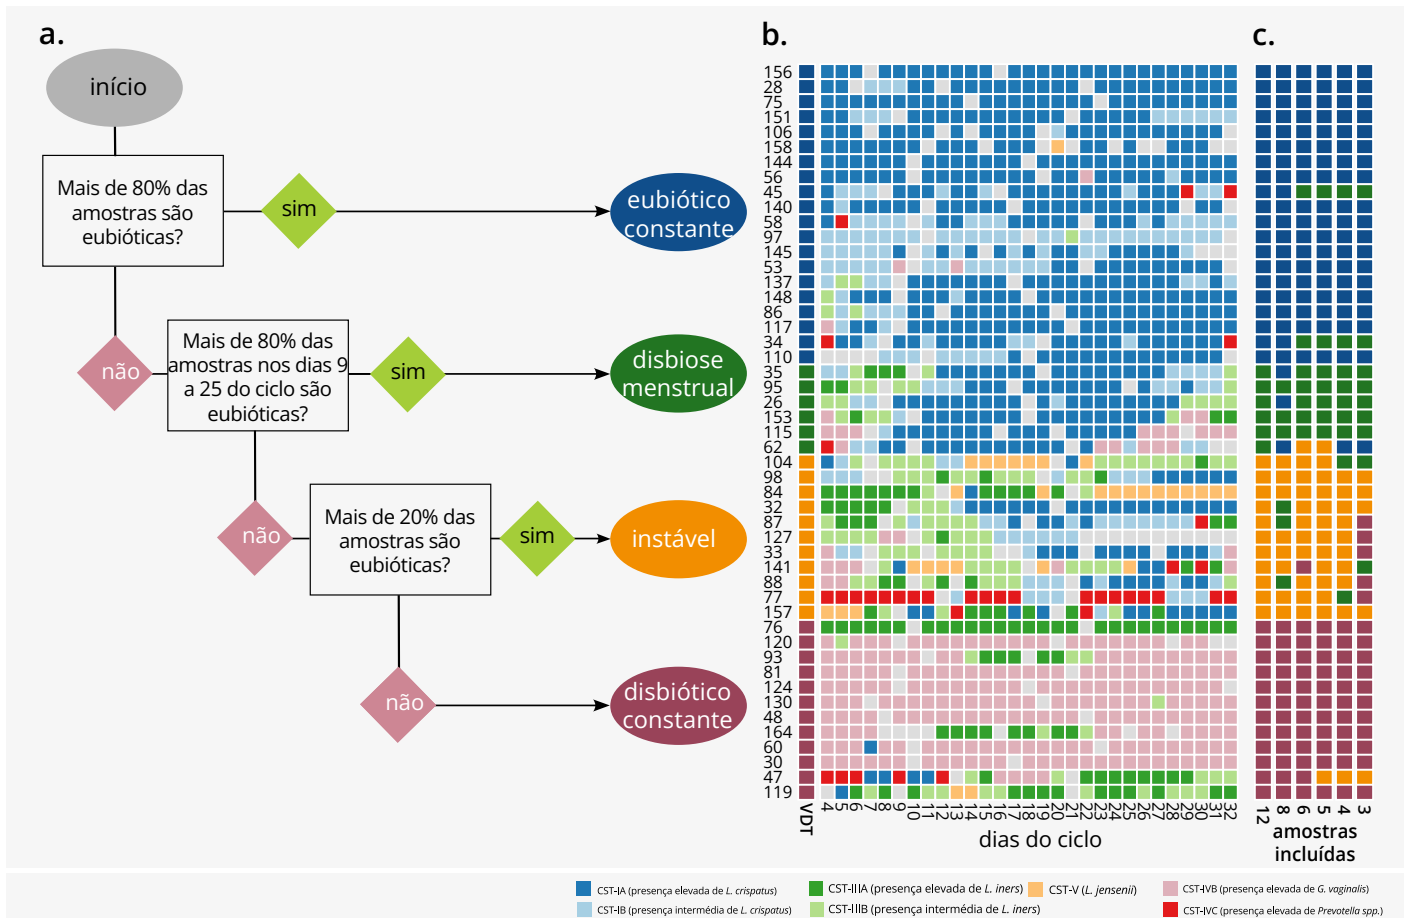 a.
início
Mais de 80% das
amostras são
eubióticas?
sim
eubiótico
constante
não
Mais de 80% das
amostras nos dias 9
a 25 do ciclo são
eubióticas?
sim
disbiose
menstrual
não
Mais de 20% das
amostras são
eubióticas?
sim
instável
não
disbiótico
constante
b.
156
28
75
151
106
158
144
56
45
140
58
97
145
53
137
148
86
117
34
110
35
95
26
153
115
62
104
98
84
32
87
127
33
141
88
77
157
76
120
93
81
124
130
48
164
60
30
47
119
VDT 4 5 6 7 8 9 10 11 12 13 14 15 16 17 18 19 20 21 22 23 24 25 26 27 28 29 30 31 32
dias do ciclo
c.
12 8 6 5 4 3
amostras
incluídas
CST-IA (presença elevada de L. crispatus)
CST-IB (presença intermédia de L. crispatus)
CST-IIIA (presença elevada de L. iners)
CST-IIIB (presença intermédia de L. iners)
CST-V (L. jensenii)
CST-IVB (presença elevada de G. vaginalis)
CST-IVC (presença elevada de Prevotella spp.)